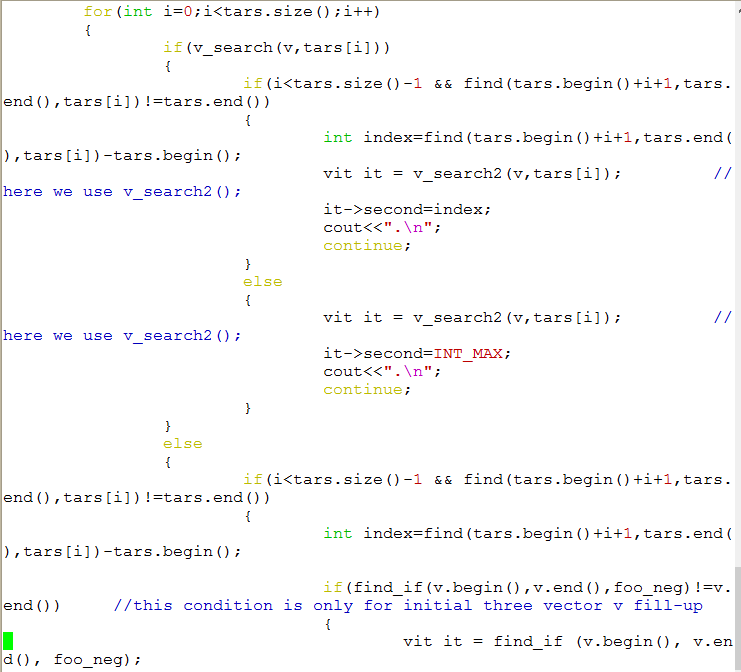 for(int i=0;i<tars.size();i++)
{
if(v_search(v,tars[i]))
{
if(i<tars.size()-1 && find(tars.begin()+i+1,tars.
end(),tars[i])!=tars.end())
{
int index=find(tars.begin()+i+1,tars.end(
),tars[i])-tars.begin();
vit it = v_search2(v,tars[i]); //
here we use v_search2();
it->second=index;
cout<<".\n";
continue;
}
else
{
vit it = v_search2(v,tars[i]); //
here we use v_search2();
it->second=INT_MAX;
cout<<".\n";
continue;
}
}
else
{
if(i<tars.size()-1 && find(tars.begin()+i+1,tars.
end(),tars[i])!=tars.end())
{
int index=find(tars.begin()+i+1,tars.end(
),tars[i])-tars.begin();
if(find_if(v.begin(),v.end(),foo_neg)!=v.
end()) //this condition is only for initial three vector v fill-up
{
vit it = find_if (v.begin(), v.en
d(), foo_neg);